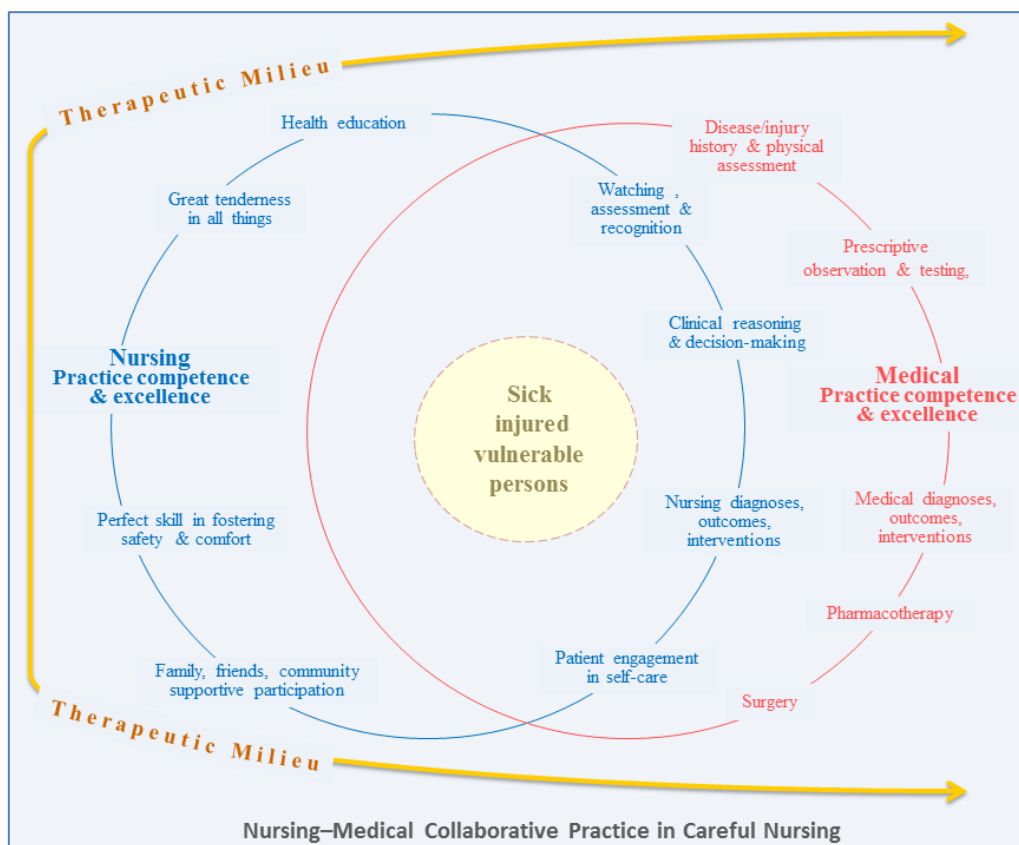 Therapeutic Milieu
Health education
Great tenderness
in all things
Nursing
Practice competence
& excellence
Perfect skill in fostering
safety & comfort
Family, friends, community
supportive participation
Watching ,
assessment &
recognition
Clinical reasoning
& decision-making
Nursing diagnoses,
outcomes,
interventions
Patient engagement
in self-care
Sick
injured
vulnerable
persons
Disease/injury
history & physical
assessment
Prescriptive
observation & testing,
Medical
Practice competence
& excellence
Medical diagnoses,
outcomes,
interventions
Pharmacotherapy
Surgery
Therapeutic Milieu
Nursing–Medical Collaborative Practice in Careful Nursing